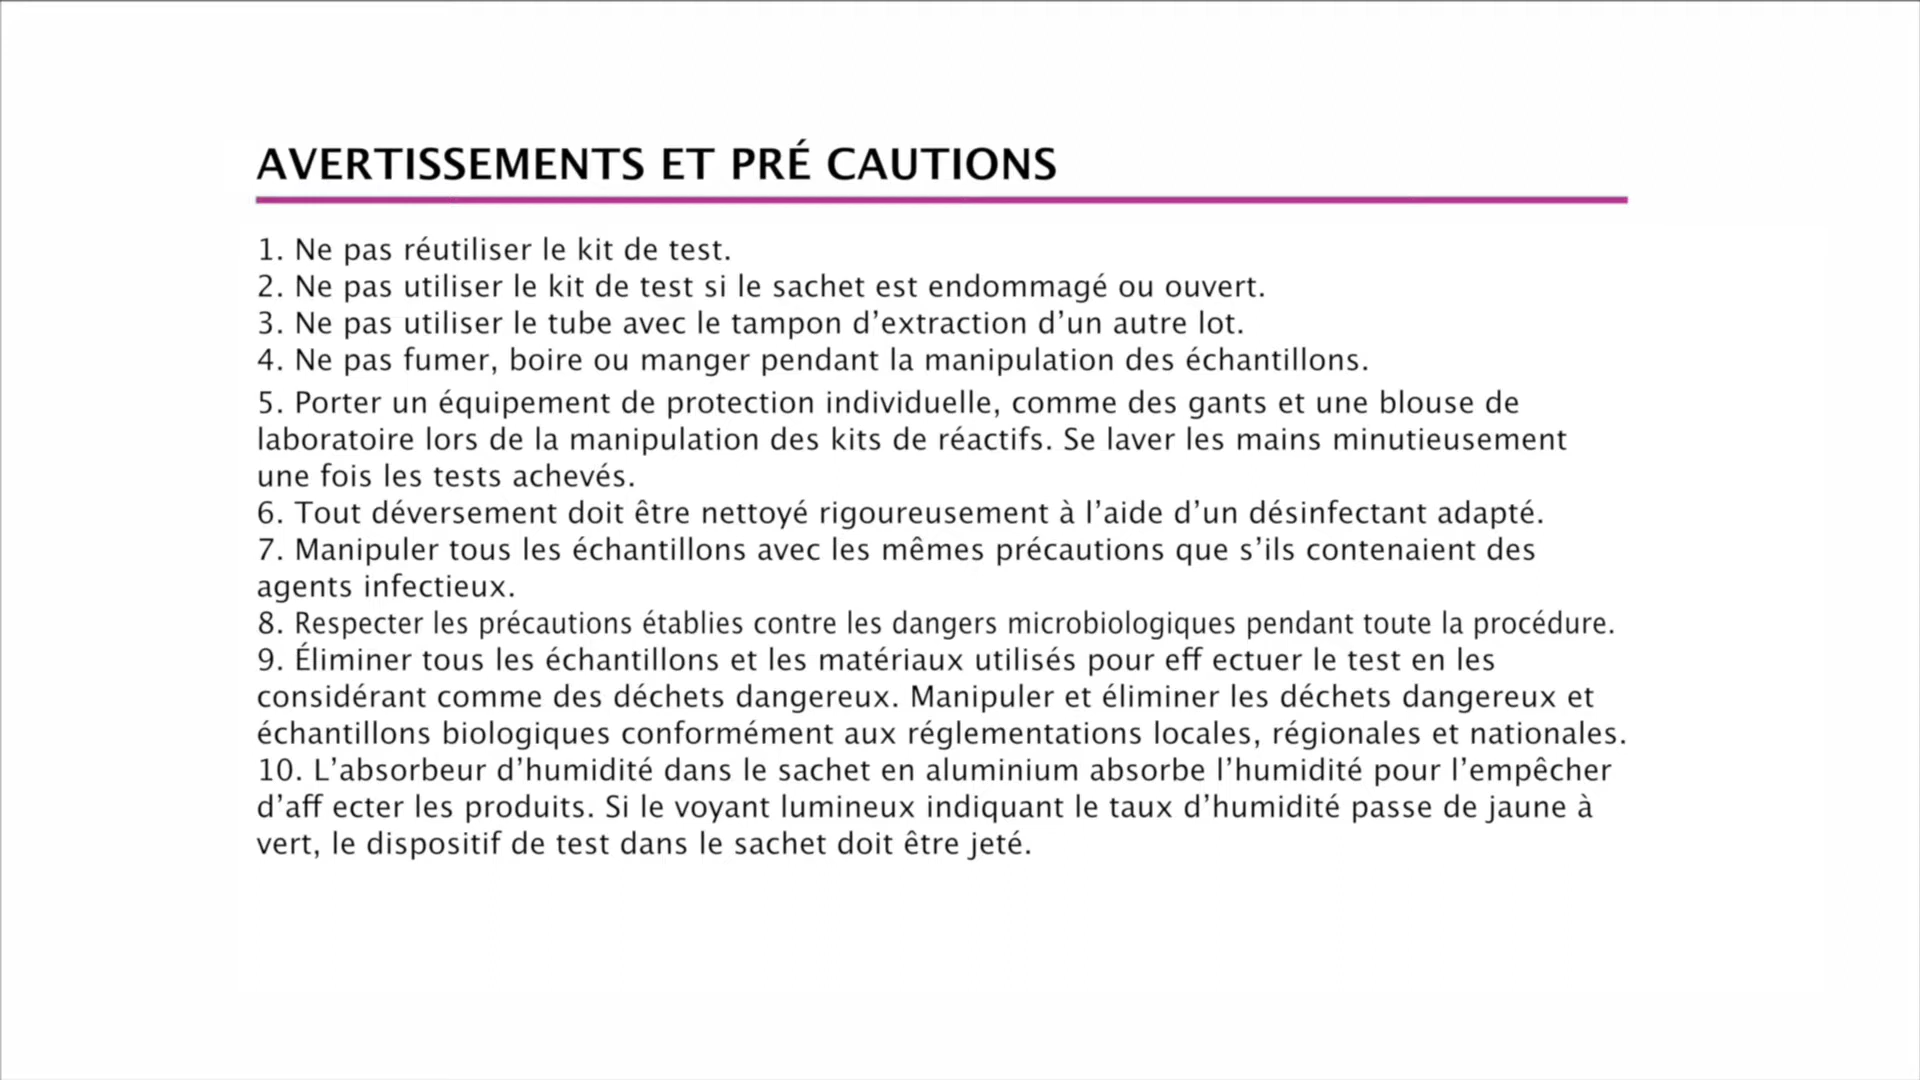 AVERTISSEMENTS ET PRÉ CAUTIONS
1. Ne pas réutiliser le kit de test.
2. Ne pas utiliser le kit de test si le sachet est endommagé ou ouvert.
3. Ne pas utiliser le tube avec le tampon d’extraction d’un autre lot.
4. Ne pas fumer, boire ou manger pendant la manipulation des échantillons.
5. Porter un équipement de protection individuelle, comme des gants et une blouse de
laboratoire lors de la manipulation des kits de réactifs. Se laver les mains minutieusement
une fois les tests achevés.
6. Tout déversement doit être nettoyé rigoureusement à l’aide d’un désinfectant adapté.
7. Manipuler tous les échantillons avec les mêmes précautions que s’ils contenaient des
agents infectieux.
8. Respecter les précautions établies contre les dangers microbiologiques pendant toute la procédure.
9. Éliminer tous les échantillons et les matériaux utilisés pour eff ectuer le test en les
considérant comme des déchets dangereux. Manipuler et éliminer les déchets dangereux et
échantillons biologiques conformément aux réglementations locales, régionales et nationales.
10. L’absorbeur d’humidité dans le sachet en aluminium absorbe l’humidité pour l’empêcher
d’aff ecter les produits. Si le voyant lumineux indiquant le taux d’humidité passe de jaune à
vert, le dispositif de test dans le sachet doit être jeté.